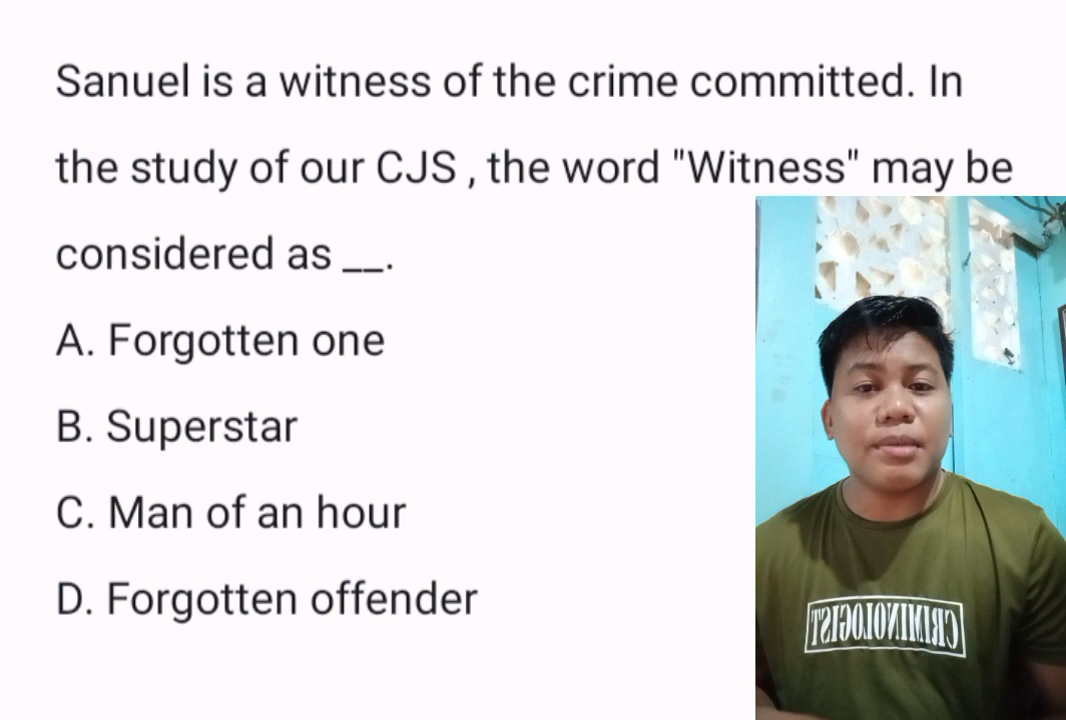 Sanuel is a witness of the crime committed. In
the study of our CJS , the word "Witness" may be
considered as __.
A. Forgotten one
B. Superstar
C. Man of an hour
D. Forgotten offender
CRIMINOLOGIST